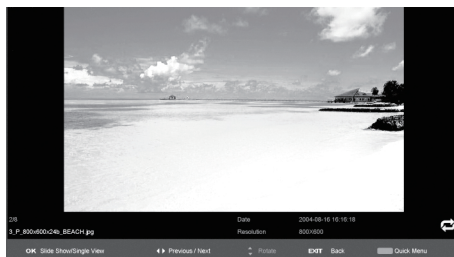 2/8 Date 2004-08-16 16:16:18
3_P_800x600x24b_BEACH.jpg Resolution 800X600
OK Slide Show/Single View Previous / Next Rotate EXIT Back Quick Menu